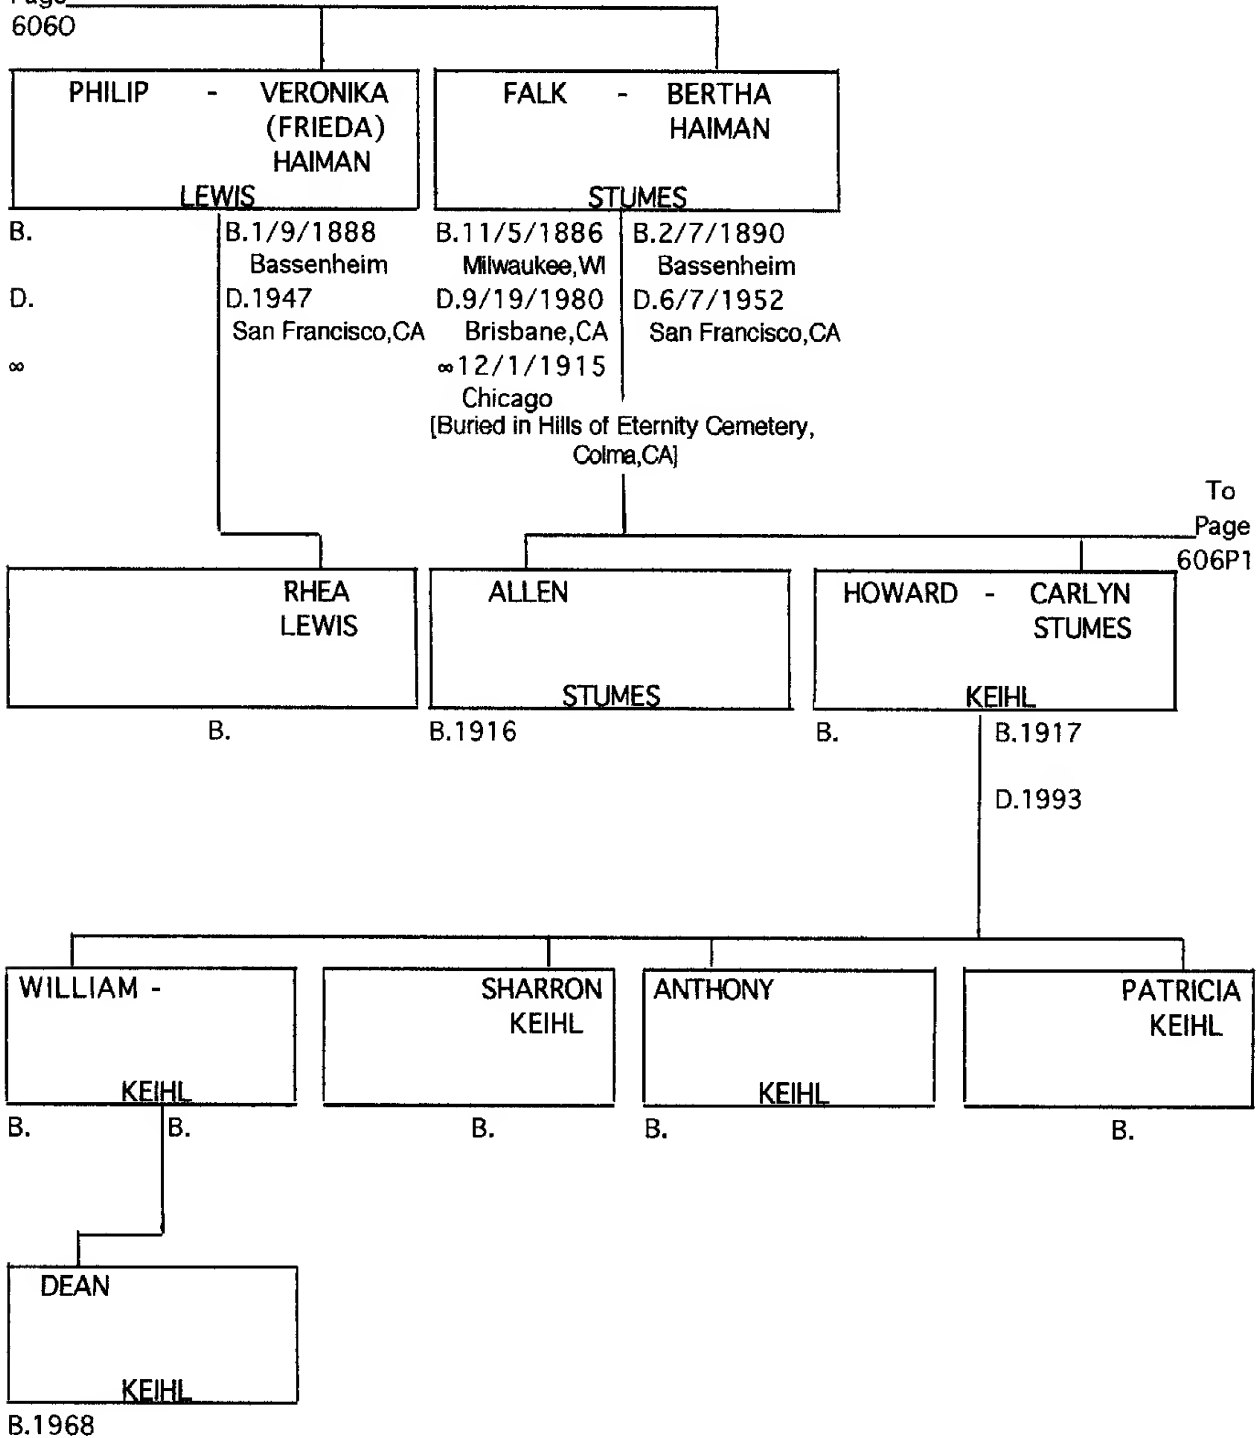 Page
606O
PHILIP - VERONIKA
(FRIEDA)
HAIMAN
LEWIS
FALK - BERTHA
HAIMAN
STUMES
B.
B.1/9/1888
Bassenheim
D.
D.1947
San Francisco,CA
∞
B.11/5/1886
Milwaukee,WI
D.9/19/1980
Brisbane,CA
∞12/1/1915
Chicago
B.2/7/1890
Bassenheim
D.6/7/1952
San Francisco,CA
[Buried in Hills of Eternity Cemetery,
Colma,CA]
To
Page
606P1
RHEA
LEWIS
B.
ALLEN
STUMES
B.1916
HOWARD - CARLYN
STUMES
KEIHL
B.
B.1917
D.1993
WILLIAM -
KEIHL
B.
B.
SHARRON
KEIHL
B.
ANTHONY
KEIHL
B.
PATRICIA
KEIHL
B.
DEAN
KEIHL
B.1968